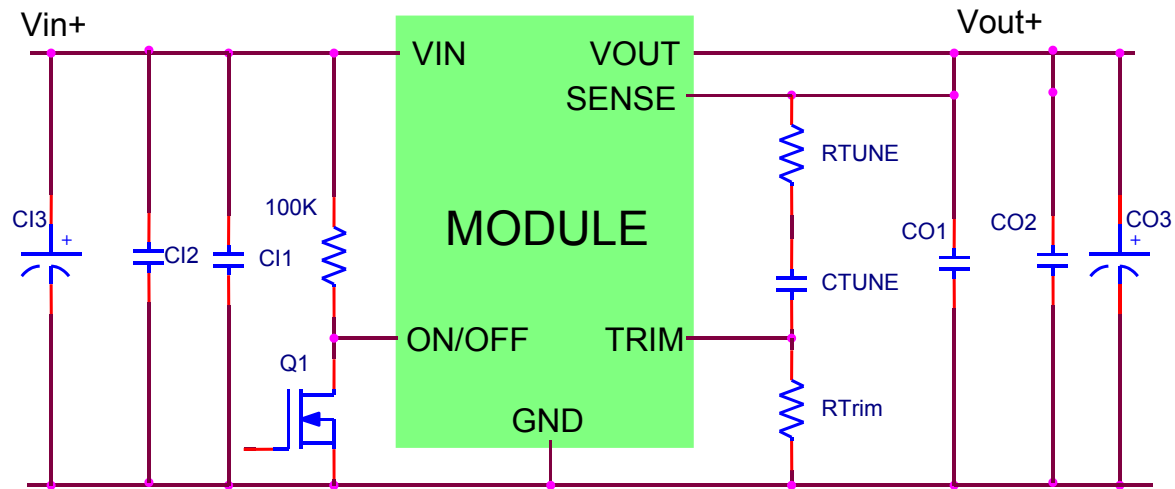 Vin+
Vout+
VIN
VOUT
SENSE
RTUNE
100K
MODULE
CI3
+
CI2
CI1
CO1
CO2
CO3
+
CTUNE
ON/OFF
TRIM
Q1
RTrim
GND